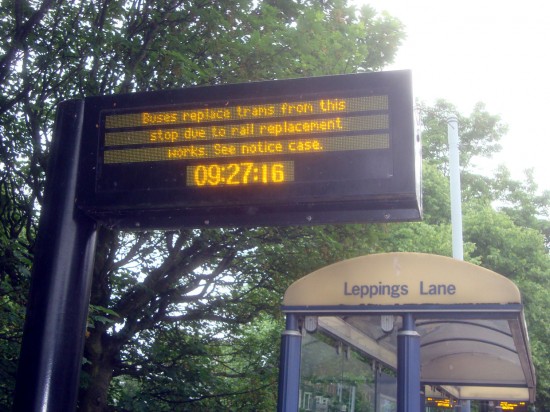 Buses replace trams from this
stop due to rail replacement
works. See notice case.
09:27:16
Leppings Lane